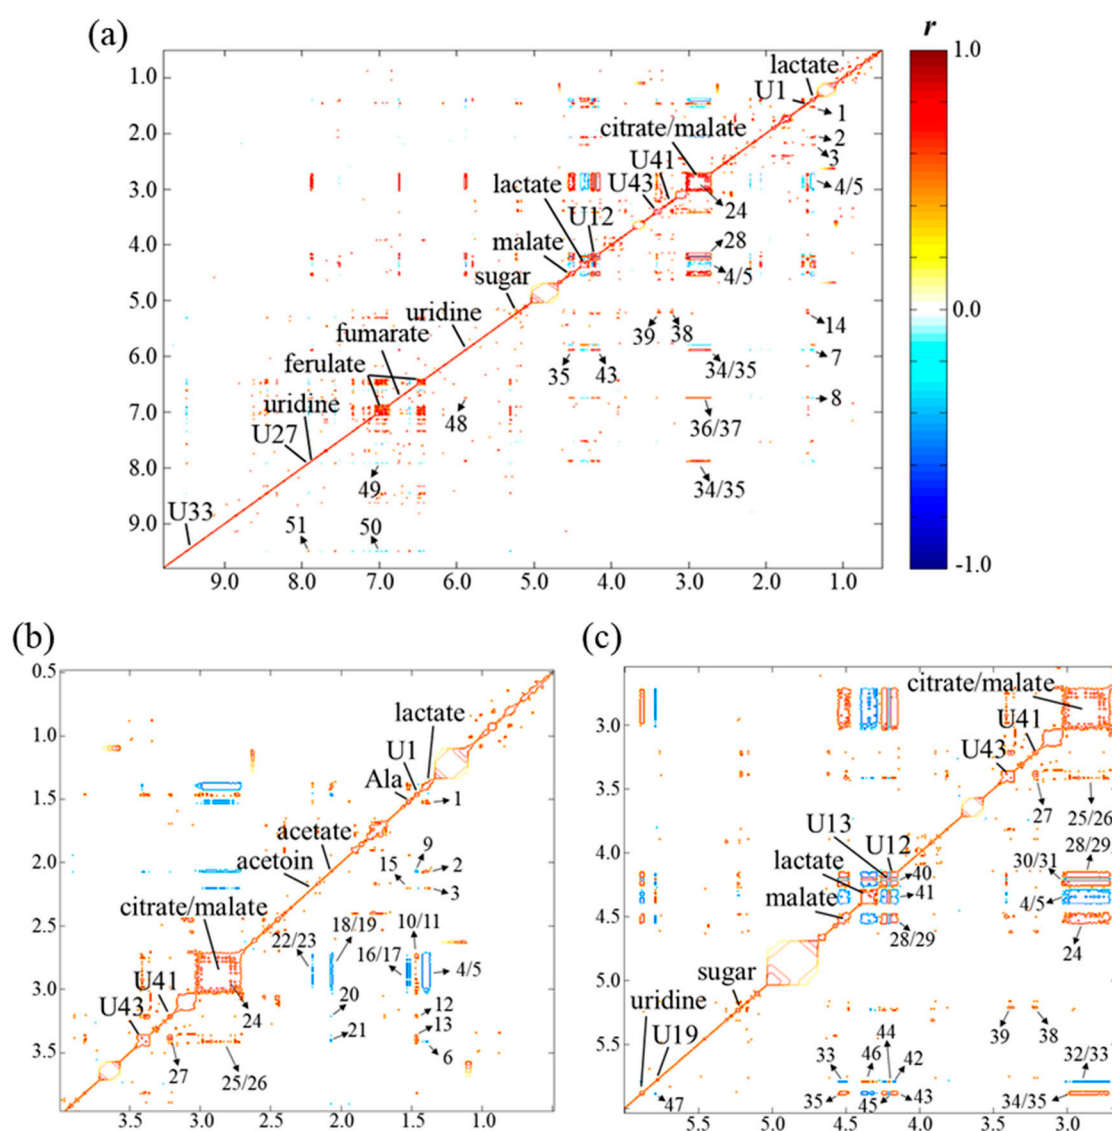 (a)
r
1.0
0.0
-1.0
1.0
2.0
3.0
4.0
5.0
6.0
7.0
8.0
9.0
lactate
U1
1
citrate/malate
2
U41
3
lactate
U43
4/5
24
U12
malate
28
sugar
4/5
uridine
14
fumarate
39
38
7
ferulate
35
43
34/35
8
uridine
48
36/37
U27
49
34/35
U33
51
50
9.0 8.0 7.0 6.0 5.0 4.0 3.0 2.0 1.0
(b)
0.5
1.0
1.5
2.0
2.5
3.0
3.5
lactate
U1
Ala
1
acetate
9
acetoin
15
2
3
citrate/malate
18/19
10/11
22/23
16/17
4/5
U41
20
12
U43
24
21
13
6
27
25/26
3.5 3.0 2.5 2.0 1.5 1.0
(c)
3.0
3.5
4.0
4.5
5.0
5.5
citrate/malate
U41
U43
27
25/26
U13
28/29
U12
30/31
lactate
40
41
4/5
malate
28/29
24
sugar
uridine
39
38
U19
44
33
46
42
32/33
47
35
45
43
34/35
5.5 5.0 4.5 4.0 3.5 3.0